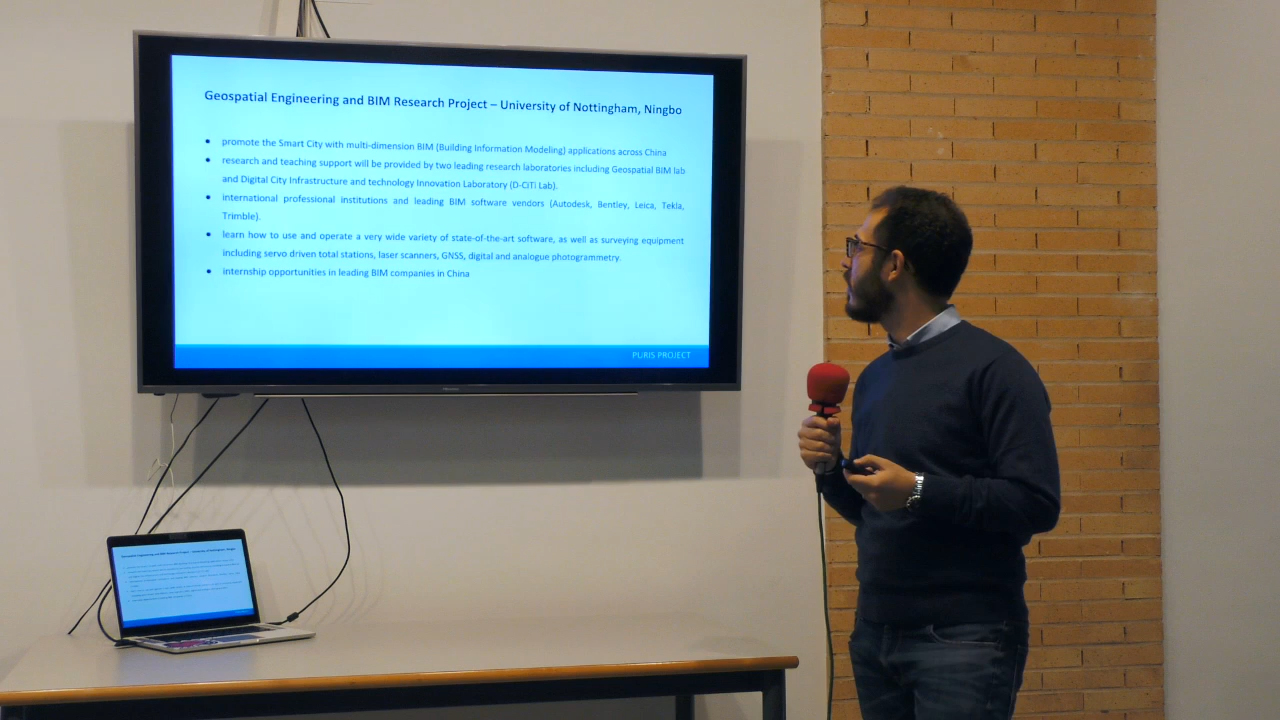 Geospatial Engineering and BIM Research Project – University of Nottingham, Ningbo
• promote the Smart City with multi-dimension BIM (Building Information Modeling) applications across China
• research and teaching support will be provided by two leading research laboratories including Geospatial BIM lab
and Digital City Infrastructure and technology Innovation Laboratory (D-CiTi Lab).
• international professional institutions and leading BIM software vendors (Autodesk, Bentley, Leica, Tekla,
Trimble).
• learn how to use and operate a very wide variety of state-of-the-art software, as well as surveying equipment
including servo driven total stations, laser scanners, GNSS, digital and analogue photogrammetry.
• internship opportunities in leading BIM companies in China
PURIS PROJECT